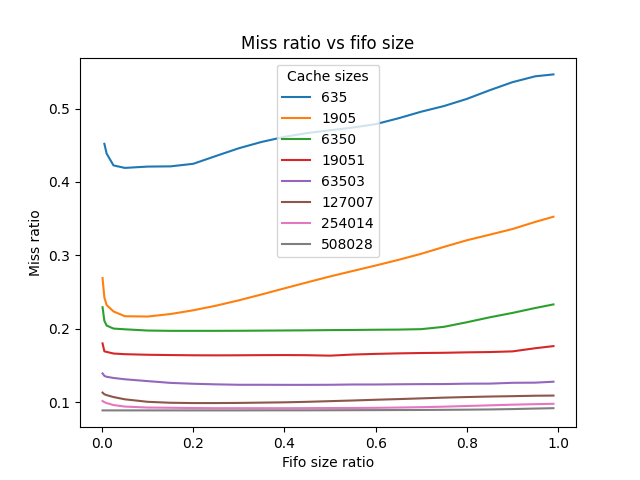 Miss ratio vs fifo size
Cache sizes
635
1905
6350
19051
63503
127007
254014
508028
Miss ratio
0.5
0.4
0.3
0.2
0.1
0.0 0.2 0.4 0.6 0.8 1.0
Fifo size ratio